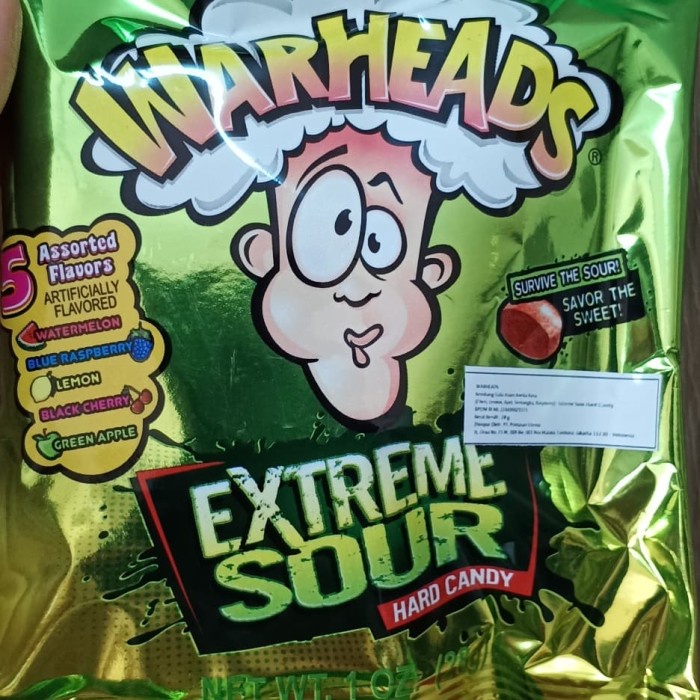 WARHEADS
®
5 Assorted
Flavors
ARTIFICIALLY
FLAVORED
WATERMELON
BLUE RASPBERRY
LEMON
BLACK CHERRY
GREEN APPLE
SURVIVE THE SOUR!
SAVOR THE
SWEET!
WARHEADS
EXTREME
SOUR
HARD CANDY
NET WT. 1 OZ (28g)